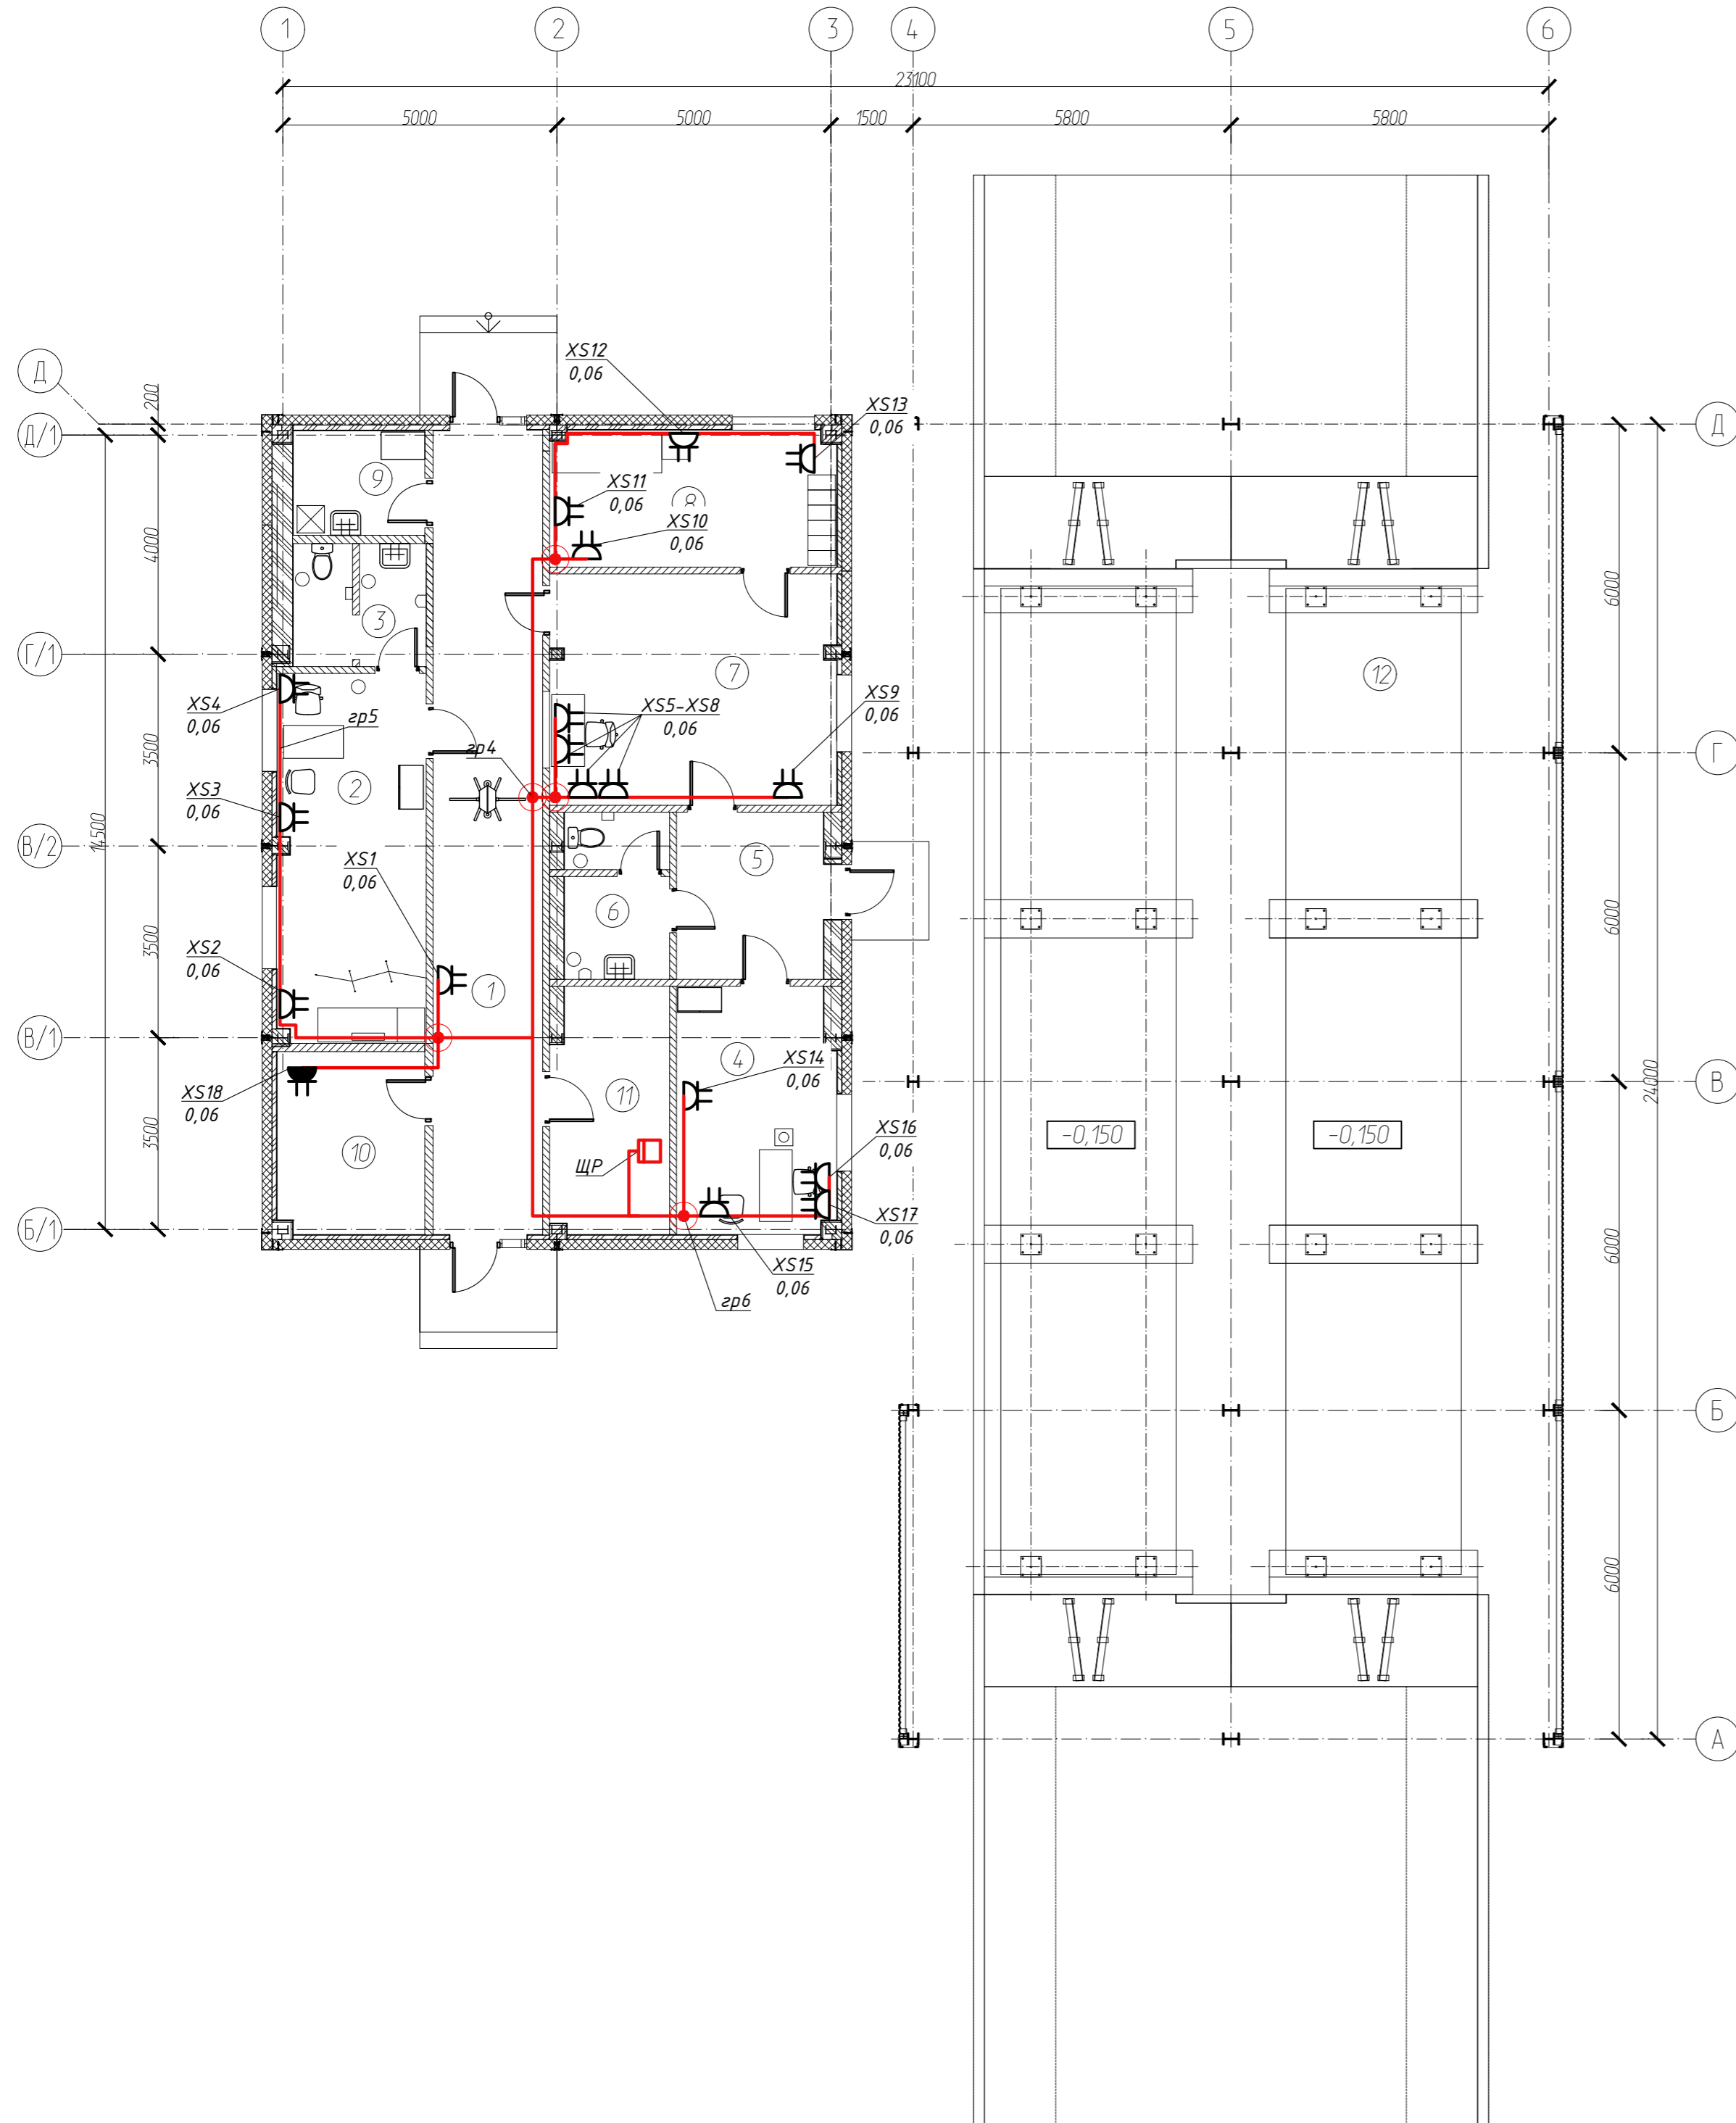 1
2
3
4
5
6
23100
5000
5000
1500
5800
5800
Д
Д/1
Г/1
В/2
В/1
Б/1
200
4000
3500
3500
3500
14500
XS12
0,06
XS13
0,06
9
XS11
0,06
8
XS10
0,06
3
7
12
XS4
0,06
гр5
гр4
XS5-XS8
0,06
XS9
0,06
XS3
0,06
2
XS1
0,06
5
6
XS2
0,06
1
4
XS14
0,06
XS18
0,06
11
10
ЩР
XS16
0,06
XS17
0,06
XS15
0,06
гр6
-0,150
-0,150
Д
Г
В
Б
А
6000
6000
6000
6000
24000